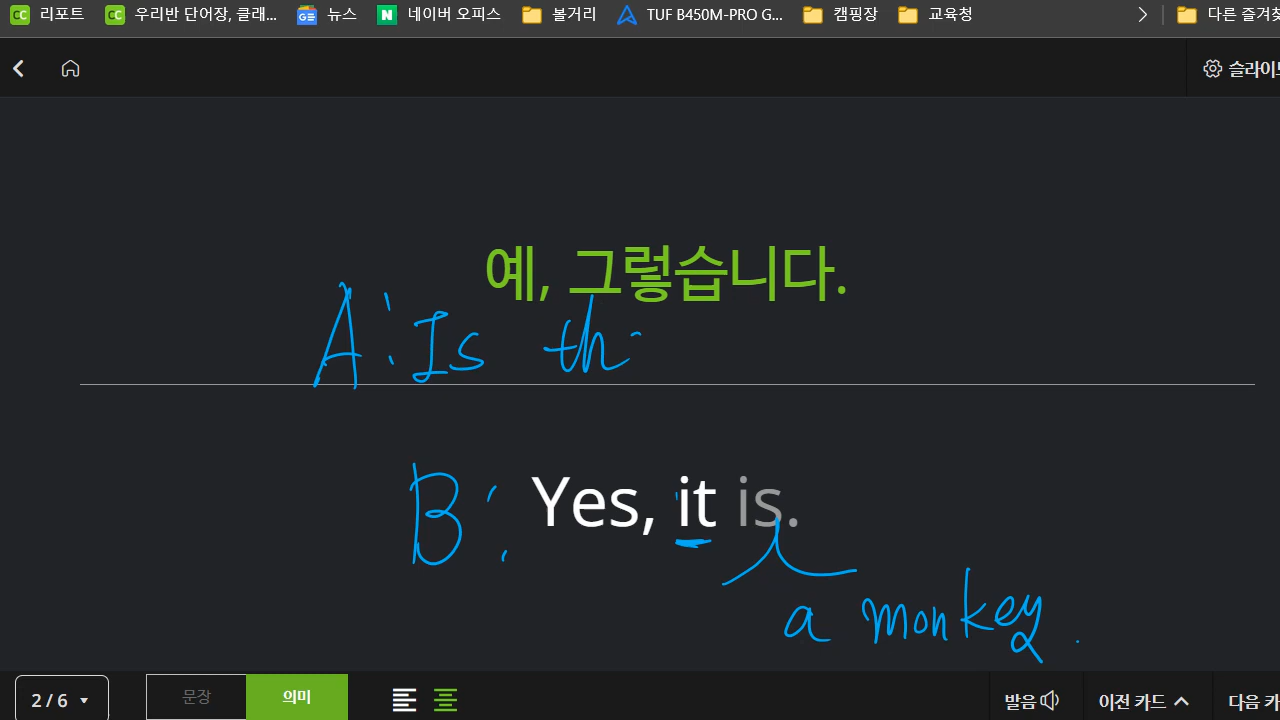 리포트 우리반 단어장, 클래... 뉴스 네이버 오피스 볼거리 TUF B450M-PRO G... 캠핑장 교육청 다른 즐겨찾
슬라이드
예, 그렇습니다.
A: Is th
B: Yes, it is.
a monkey.
2 / 6 문장 의미 발음 이전 카드 다음 카